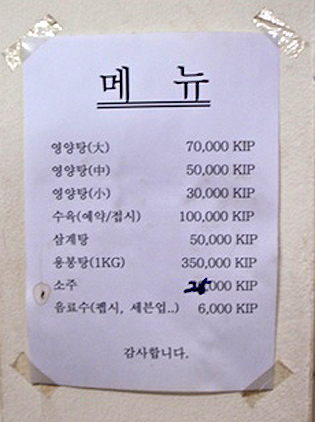 메 뉴
영양탕(大) 70,000 KIP
영양탕(中) 50,000 KIP
영양탕(小) 30,000 KIP
수육(예약/접시) 100,000 KIP
삼계탕 50,000 KIP
용봉탕(1KG) 350,000 KIP
소주 000 KIP
음료수(펩시, 세븐업..) 6,000 KIP
감사합니다.